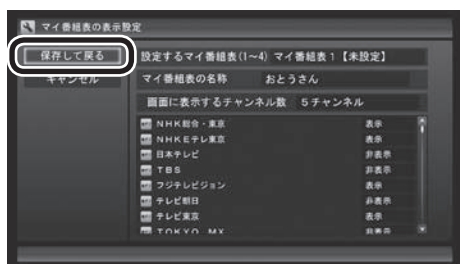 マイ番組表の表示設定
保存して戻る
キャンセル
設定するマイ番組表(1~4) マイ番組表1【未設定】
マイ番組表の名称 おとうさん
画面に表示するチャンネル数 5チャンネル
NHK総合・東京 表示
NHKEテレ東京 表示
日本テレビ 非表示
TBS 非表示
フジテレビジョン 表示
テレビ朝日 非表示
テレビ東京 表示
TOKYO MX 非表示